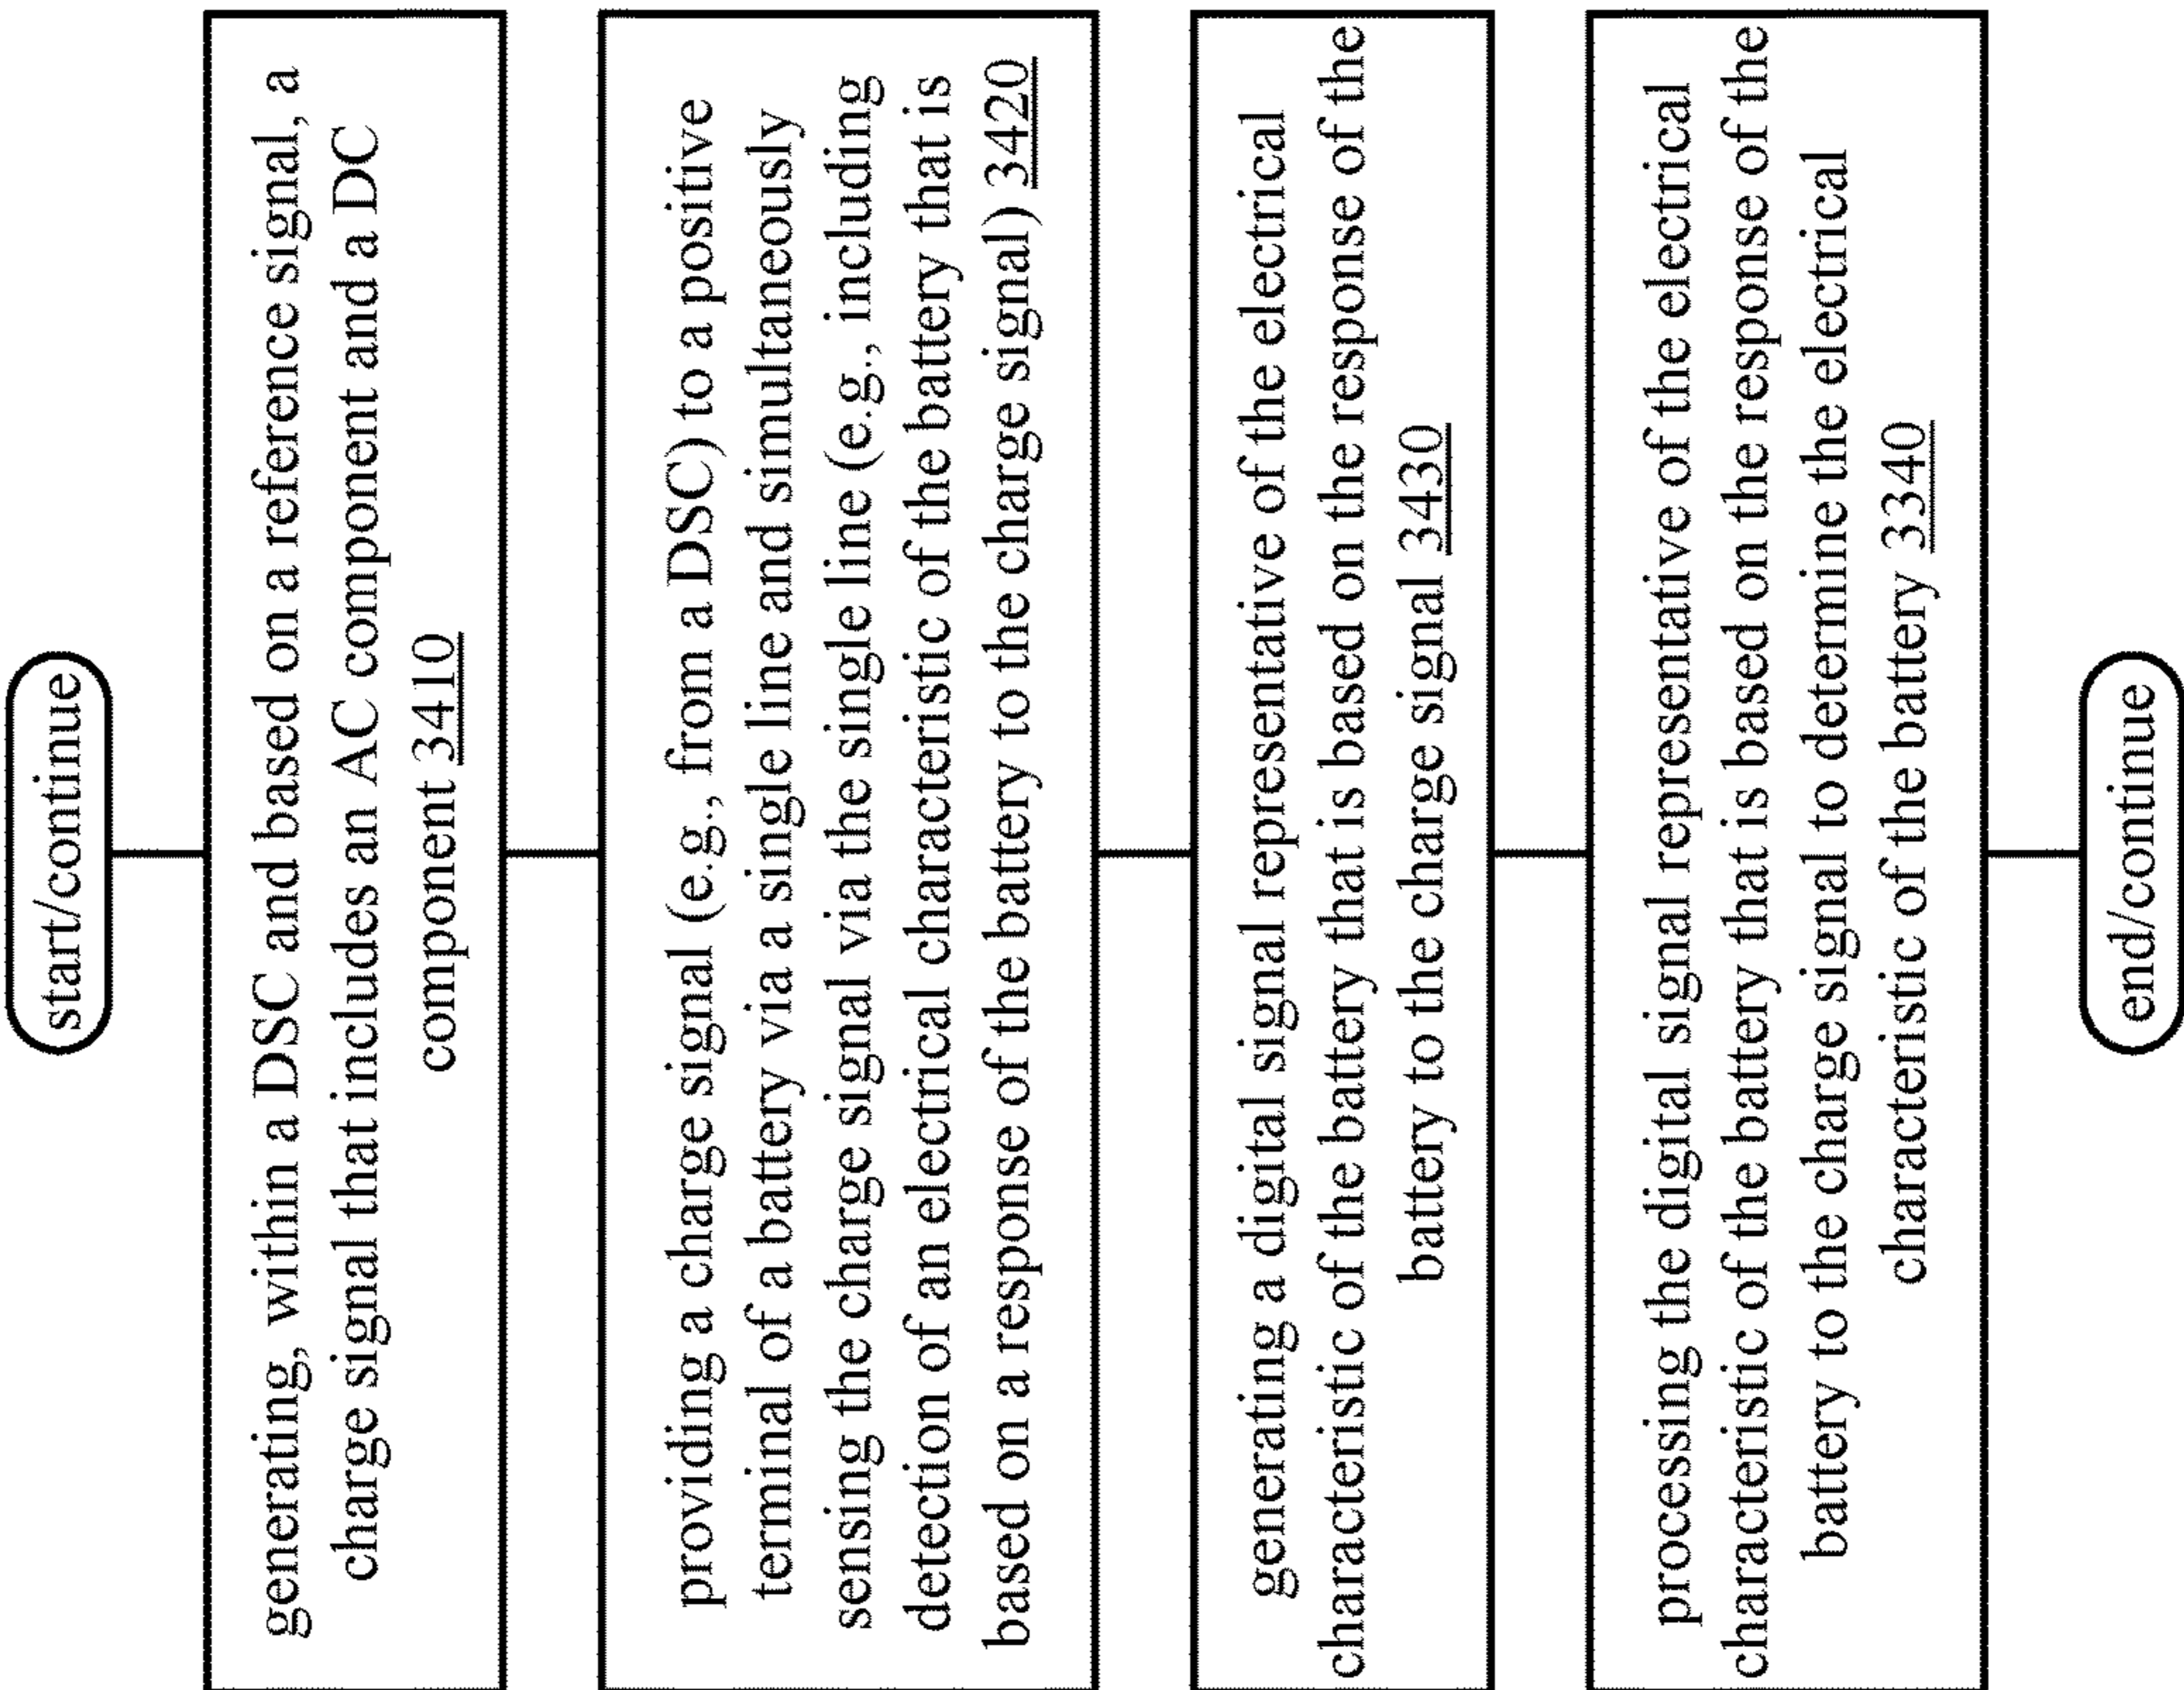 start/continue
generating, within a DSC and based on a reference signal, a
charge signal that includes an AC component and a DC
component 3410
providing a charge signal (e.g., from a DSC) to a positive
terminal of a battery via a single line and simultaneously
sensing the charge signal via the single line (e.g., including
detection of an electrical characteristic of the battery that is
based on a response of the battery to the charge signal) 3420
generating a digital signal representative of the electrical
characteristic of the battery that is based on the response of the
battery to the charge signal 3430
processing the digital signal representative of the electrical
characteristic of the battery that is based on the response of the
battery to the charge signal to determine the electrical
characteristic of the battery 3340
end/continue